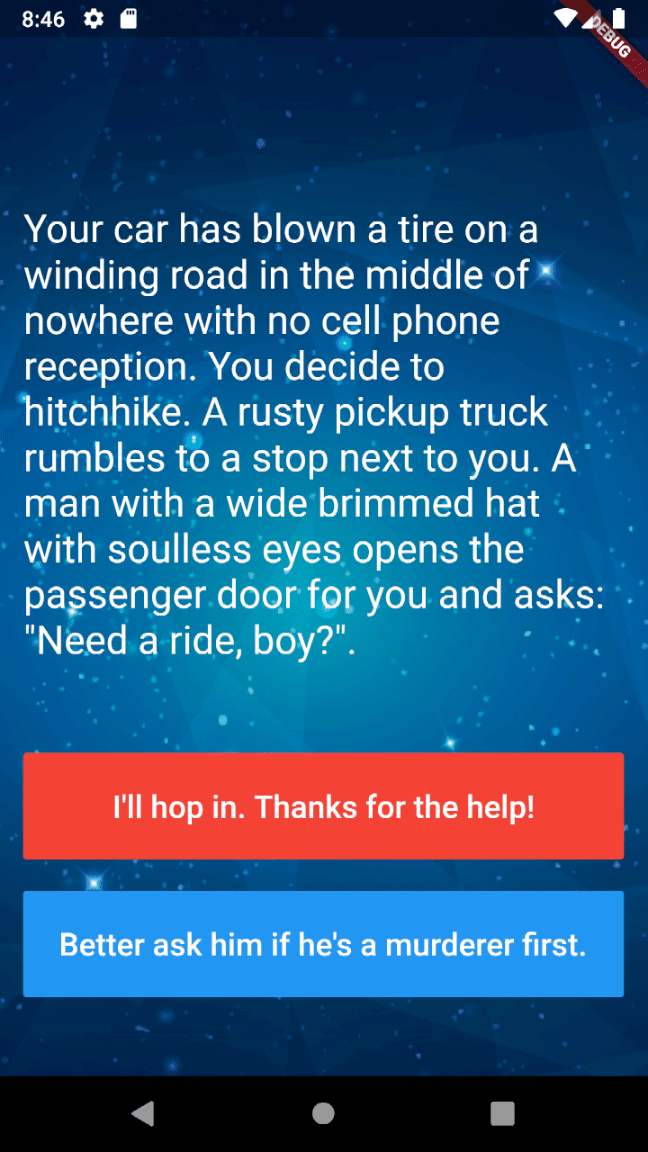 8:46
DEBUG
Your car has blown a tire on a
winding road in the middle of
nowhere with no cell phone
reception. You decide to
hitchhike. A rusty pickup truck
rumbles to a stop next to you. A
man with a wide brimmed hat
with soulless eyes opens the
passenger door for you and asks:
"Need a ride, boy?".
I'll hop in. Thanks for the help!
Better ask him if he's a murderer first.